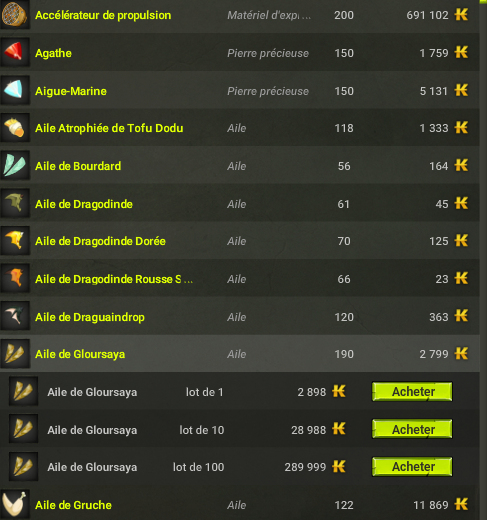 Accélérateur de propulsion Matériel d'expl ... 200 691 102
Agathe Pierre précieuse 150 1 759
Aigue-Marine Pierre précieuse 150 5 131
Aile Atrophiée de Tofu Dodu Aile 118 1 333
Aile de Bourdard Aile 56 164
Aile de Dragodinde Aile 61 45
Aile de Dragodinde Dorée Aile 70 125
Aile de Dragodinde Rousse S ... Aile 66 23
Aile de Draguaindrop Aile 120 363
Aile de Gloursaya Aile 190 2 799
Aile de Gloursaya lot de 1 2 898 Acheter
Aile de Gloursaya lot de 10 28 988 Acheter
Aile de Gloursaya lot de 100 289 999 Acheter
Aile de Gruche Aile 122 11 869